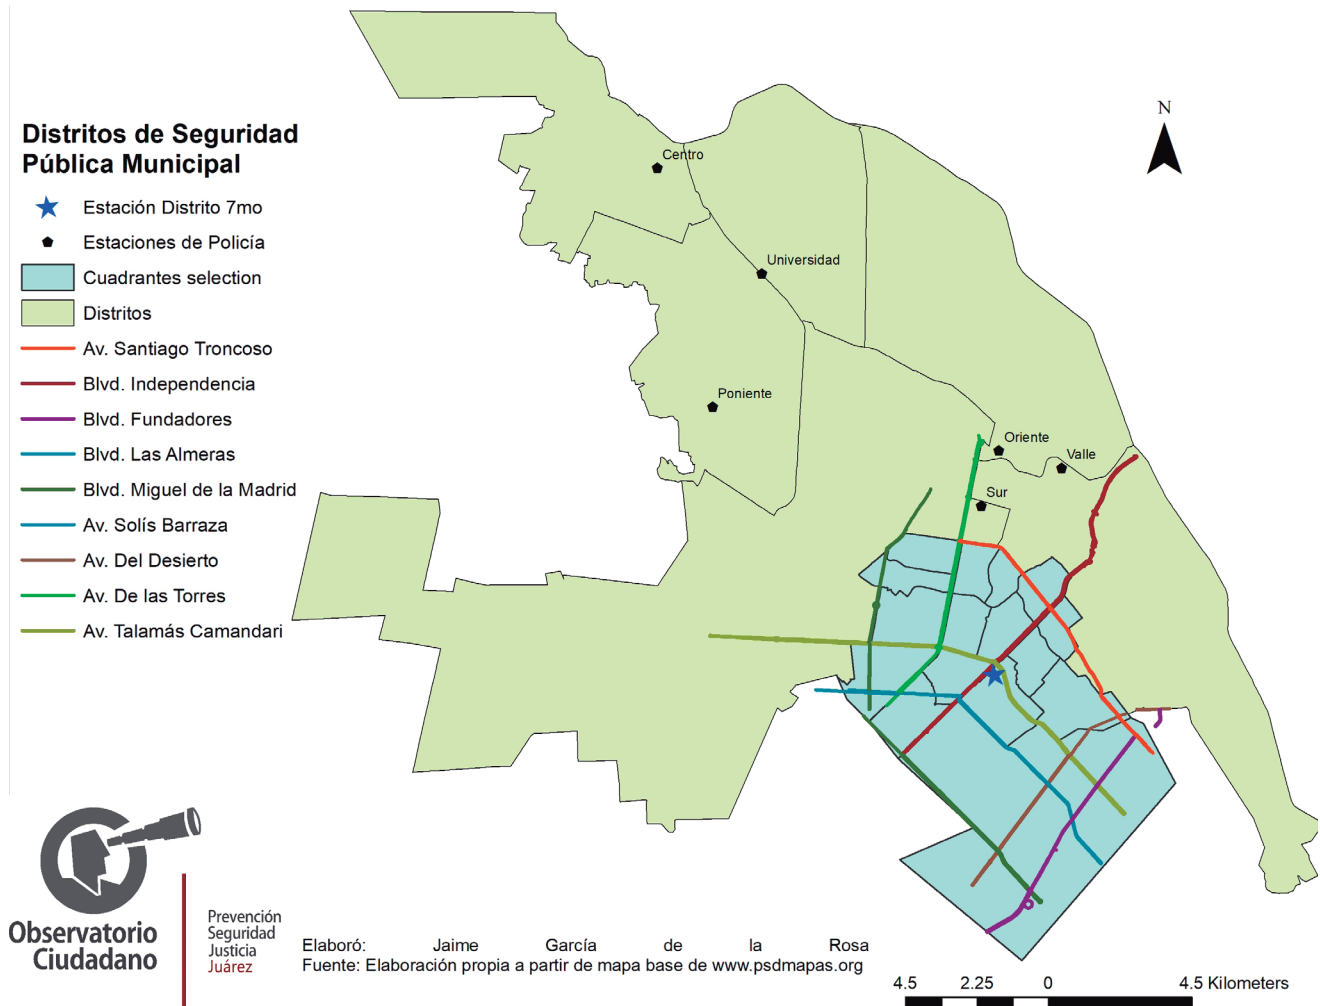 Distritos de Seguridad
Pública Municipal
Estación Distrito 7mo
Estaciones de Policía
Cuadrantes selection
Distritos
Av. Santiago Troncoso
Blvd. Independencia
Blvd. Fundadores
Blvd. Las Almeras
Blvd. Miguel de la Madrid
Av. Solís Barraza
Av. Del Desierto
Av. De las Torres
Av. Talamás Camandari
N
Centro
Universidad
Poniente
Oriente
Valle
Sur
Observatorio
Ciudadano
Prevención
Seguridad
Justicia
Juárez
Elaboró: Jaime García de la Rosa
Fuente: Elaboración propia a partir de mapa base de www.psdmapas.org
4.5 2.25 0 4.5 Kilometers